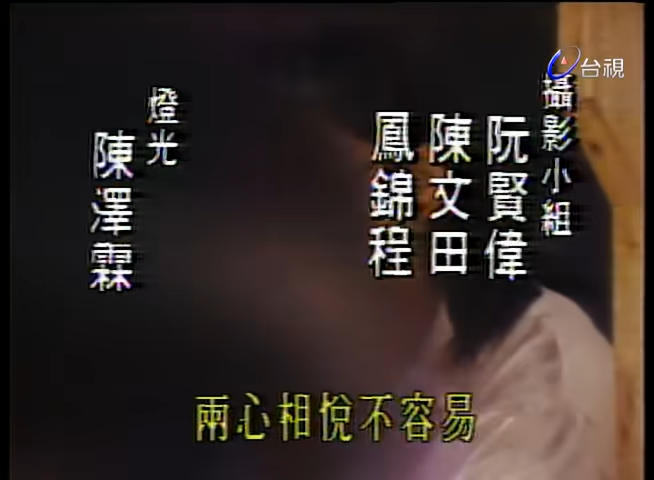 台視
攝影小組
阮賢偉
陳文田
鳳錦程
燈光
陳澤霖
兩心相悅不容易